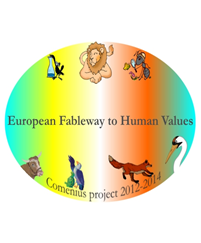 European Fableway to Human Values
Comenius project 2012-2014